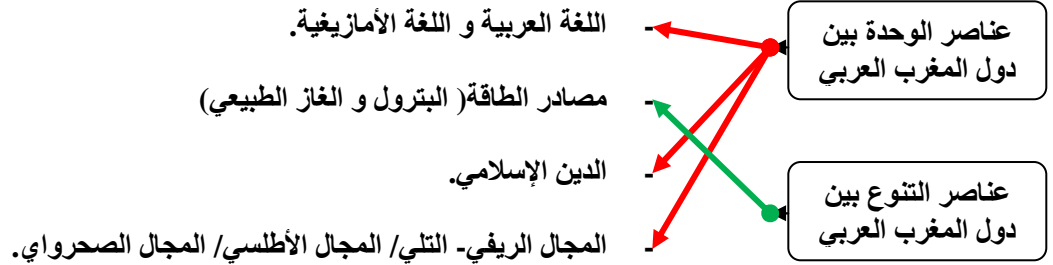 عناصر الوحدة بين
دول المغرب العربي
- اللغة العربية و اللغة الأمازيغية.
- مصادر الطاقة( البترول و الغاز الطبيعي)
- الدين الإسلامي.
عناصر التنوع بين
دول المغرب العربي
- المجال الريفي- التلي/ المجال الأطلسي/ المجال الصحرواي.